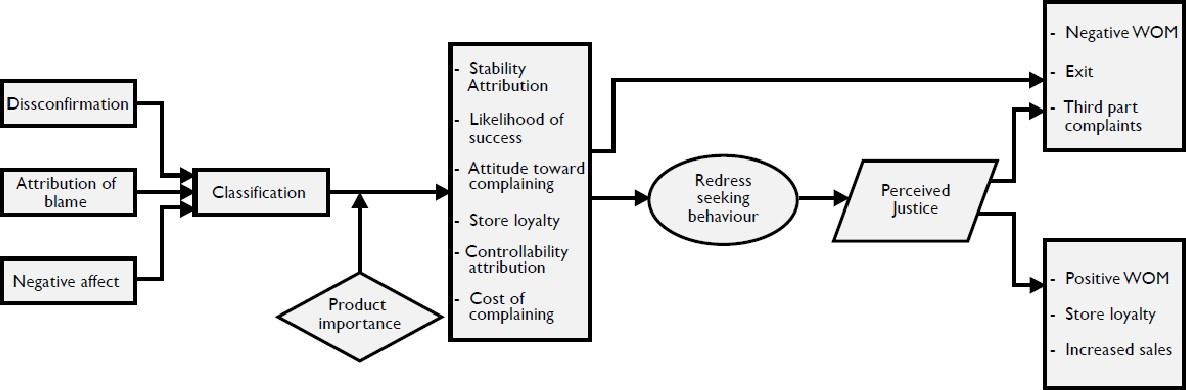 Dissconfirmation
Attribution of
blame
Negative affect
Classification
Product
importance
- Stability
Attribution
- Likelihood of
success
- Attitude toward
complaining
- Store loyalty
- Controllability
attribution
- Cost of
complaining
Redress
seeking
behaviour
Perceived
Justice
- Negative WOM
- Exit
- Third part
complaints
- Positive WOM
- Store loyalty
- Increased sales